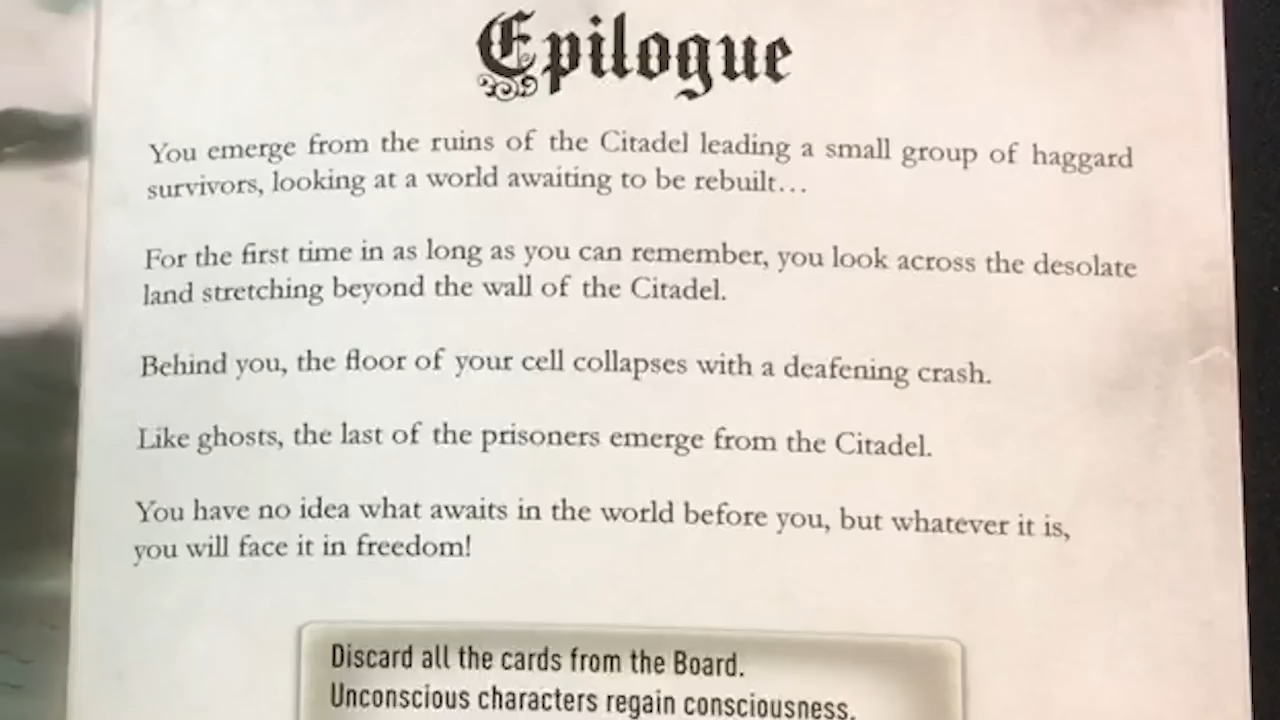 Epilogue
You emerge from the ruins of the Citadel leading a small group of haggard
survivors, looking at a world awaiting to be rebuilt…
For the first time in as long as you can remember, you look across the desolate
land stretching beyond the wall of the Citadel.
Behind you, the floor of your cell collapses with a deafening crash.
Like ghosts, the last of the prisoners emerge from the Citadel.
You have no idea what awaits in the world before you, but whatever it is,
you will face it in freedom!
Discard all the cards from the Board.
Unconscious characters regain consciousness.